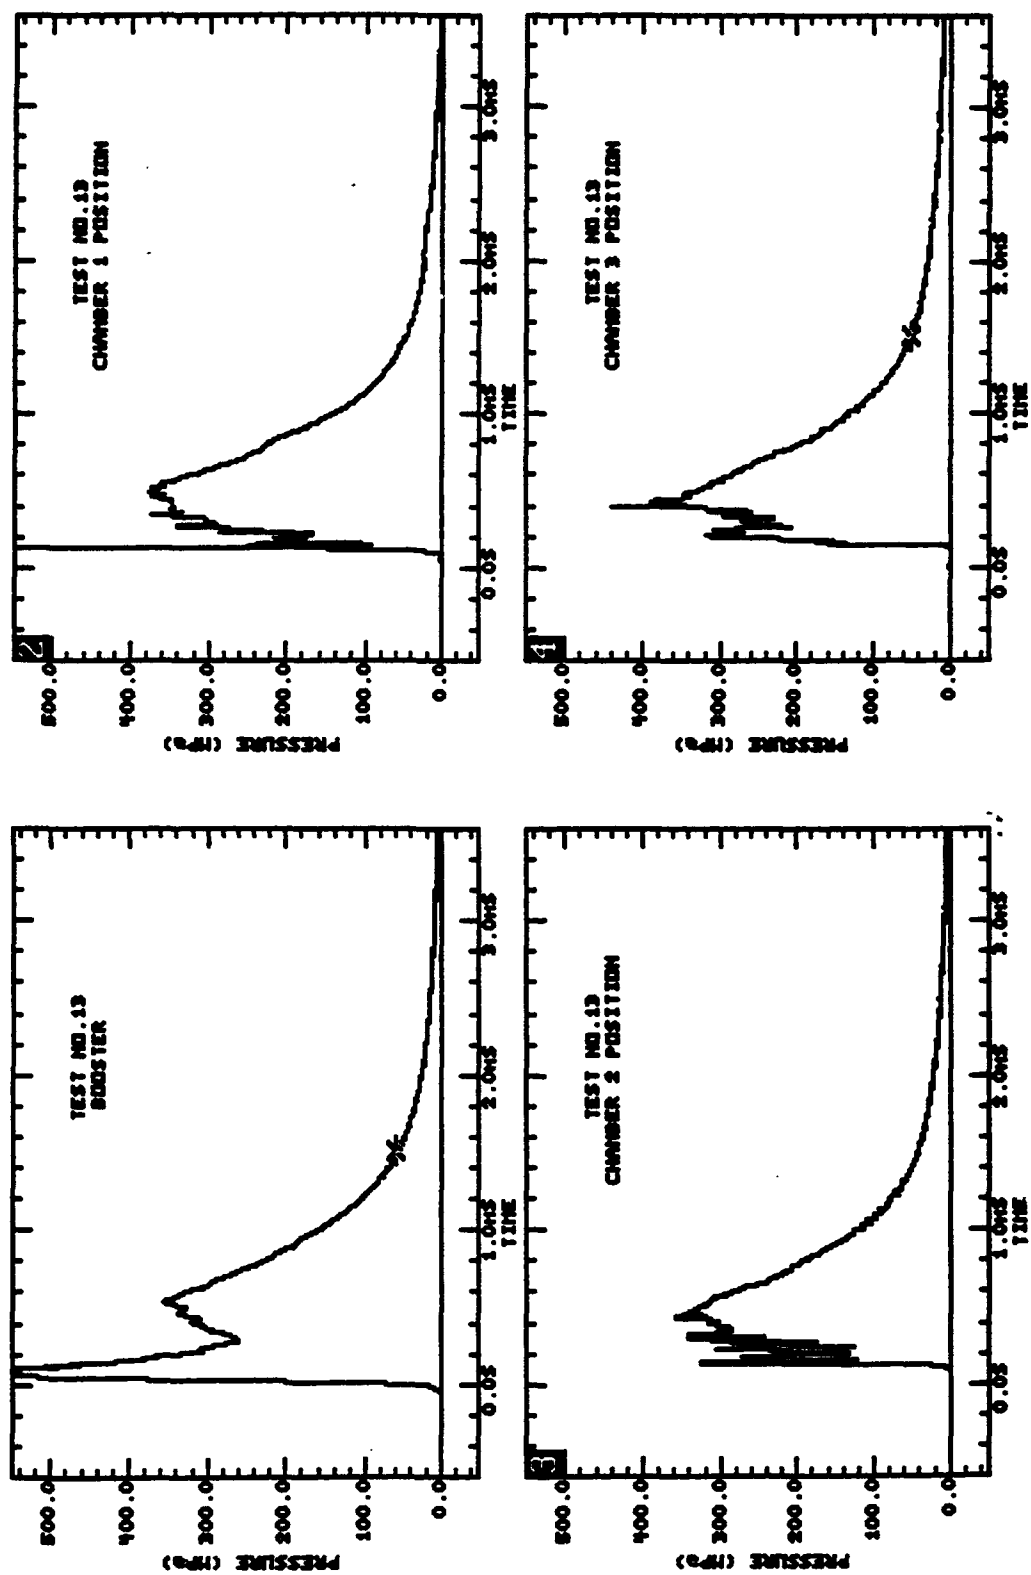 TEST NO.13
BOOSTER
PRESSURE (MPa)
500.0
400.0
300.0
200.0
100.0
0.0
0.0S 1.0MS 2.0MS 3.0MS
TIME
2
TEST NO.13
CHAMBER 1 POSITION
PRESSURE (MPa)
500.0
400.0
300.0
200.0
100.0
0.0
0.0S 1.0MS 2.0MS 3.0MS
TIME
TEST NO.13
CHAMBER 2 POSITION
PRESSURE (MPa)
500.0
400.0
300.0
200.0
100.0
0.0
0.0S 1.0MS 2.0MS 3.0MS
TIME
4
TEST NO.13
CHAMBER 3 POSITION
PRESSURE (MPa)
500.0
400.0
300.0
200.0
100.0
0.0
0.0S 1.0MS 2.0MS 3.0MS
TIME